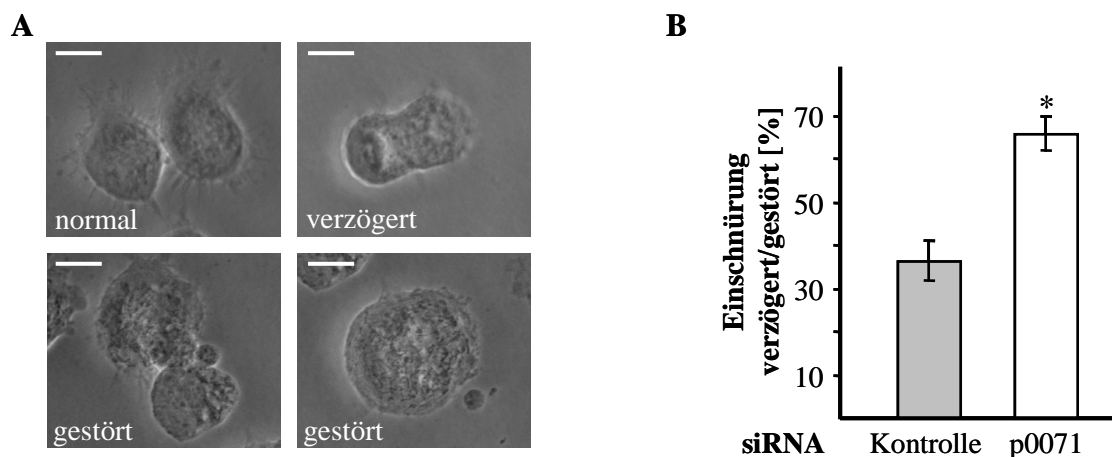 A
normal
verzögert
gestört
gestört
B
Einschnürung
verzögert/gestört [%]
70
50
30
10
*
siRNA Kontrolle p0071